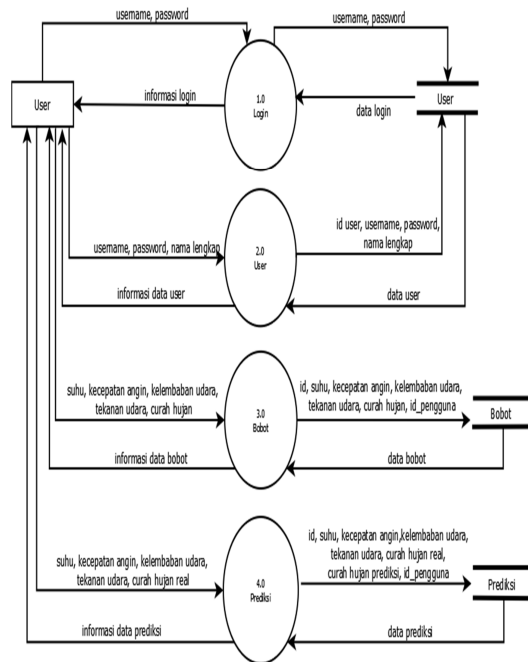 username, password
username, password
informasi login
1.0
Login
data login
User
User
username, password, nama lengkap
2.0
User
id user, username, password,
nama lengkap
informasi data user
data user
suhu, kecepatan angin, kelembaban udara,
tekanan udara, curah hujan
3.0
Bobot
id, suhu, kecepatan angin, kelembaban udara,
tekanan udara, curah hujan, id_pengguna
Bobot
informasi data bobot
data bobot
suhu, kecepatan angin, kelembaban udara,
tekanan udara, curah hujan real
4.0
Prediksi
id, suhu, kecepatan angin,kelembaban udara,
tekanan udara, curah hujan real,
curah hujan prediksi, id_pengguna
Prediksi
informasi data prediksi
data prediksi